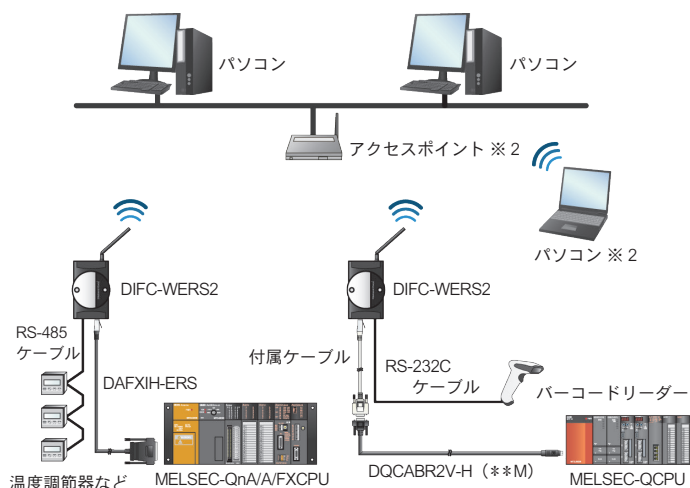 パソコン
パソコン
アクセスポイント ※ 2
パソコン ※ 2
DIFC-WERS2
DIFC-WERS2
RS-485
ケーブル
DAFXIH-ERS
付属ケーブル
RS-232C
ケーブル
バーコードリーダー
温度調節器など
MELSEC-QnA/A/FXCPU
DQCABR2V-H（**M）
MELSEC-QCPU